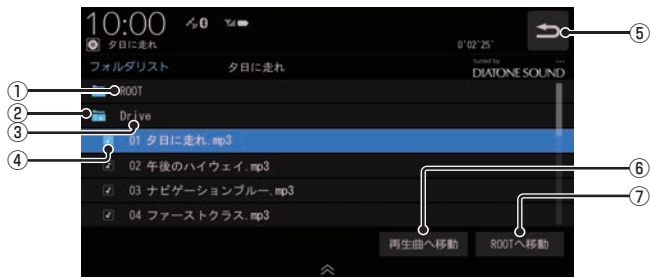 10:00
夕日に走れ 0'02'25"
フォルダリスト 夕日に走れ
tuned by
DIATONE SOUND
① ROOT
② Drive
③
④ 01 夕日に走れ.mp3
02 午後のハイウェイ.mp3
03 ナビゲーションブルー.mp3
04 ファーストクラス.mp3
再生曲へ移動 ROOTへ移動
⑤
⑥
⑦